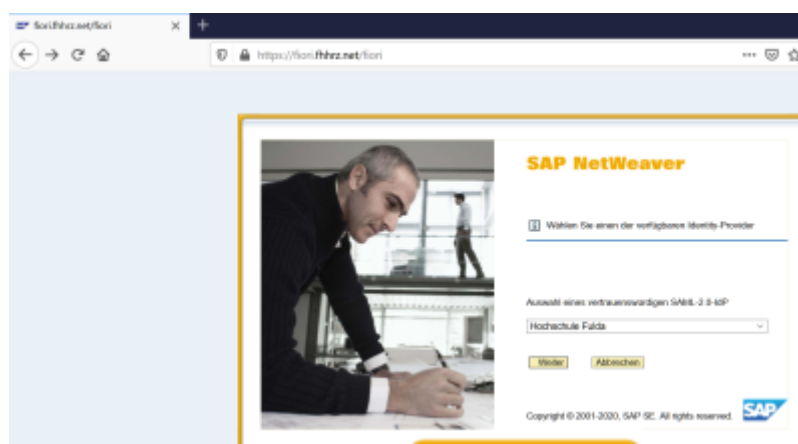 fiori.fhhrz.net/fiori
https://fiori.fhhrz.net/fiori
SAP NetWeaver
Wählen Sie einen der verfügbaren Identity-Provider
Auswahl eines vertrauenswürdigen SAML-2.0-IdP
Hochschule Fulda
Weiter Abbrechen
Copyright © 2001-2020, SAP SE. All rights reserved.
SAP